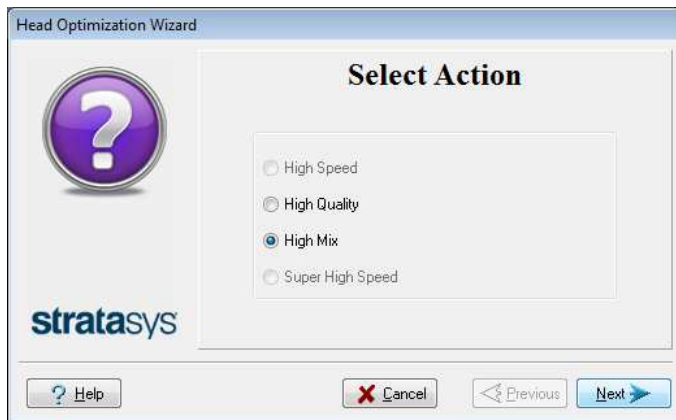 Head Optimization Wizard
Select Action
High Speed
High Quality
High Mix
Super High Speed
stratasys
? Help
Cancel
Previous
Next